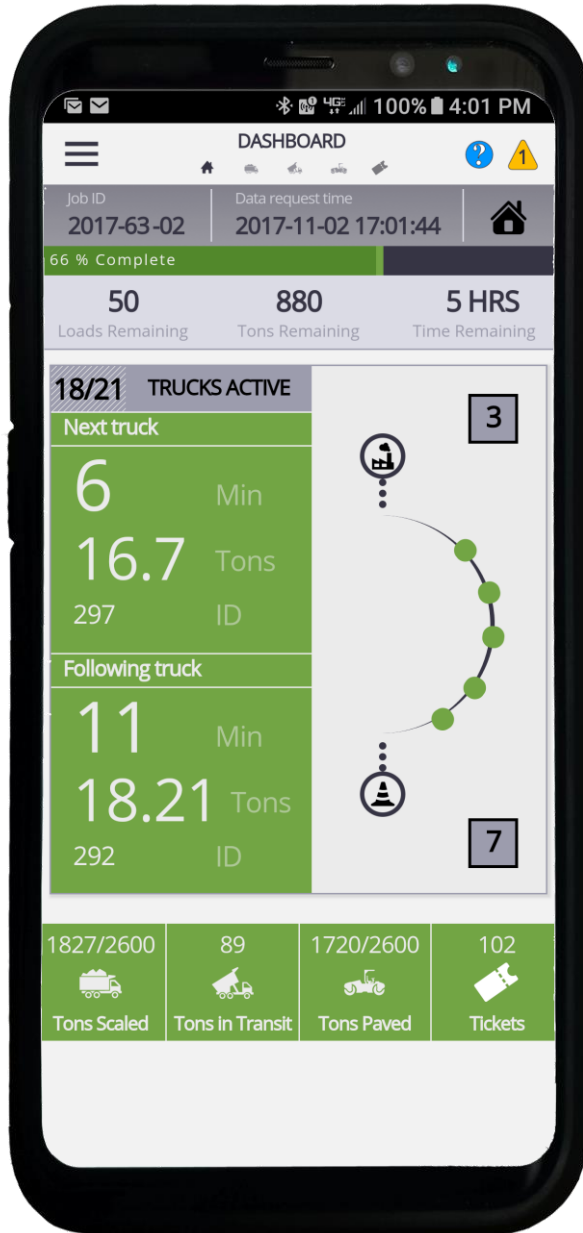 4G 100% 4:01 PM
DASHBOARD
? 1
Job ID
2017-63-02
Data request time
2017-11-02 17:01:44
66 % Complete
50 880 5 HRS
Loads Remaining Tons Remaining Time Remaining
18/21 TRUCKS ACTIVE
Next truck
6 Min
16.7 Tons
297 ID
Following truck
11 Min
18.21 Tons
292 ID
3
7
1827/2600 89 1720/2600 102
Tons Scaled Tons in Transit Tons Paved Tickets